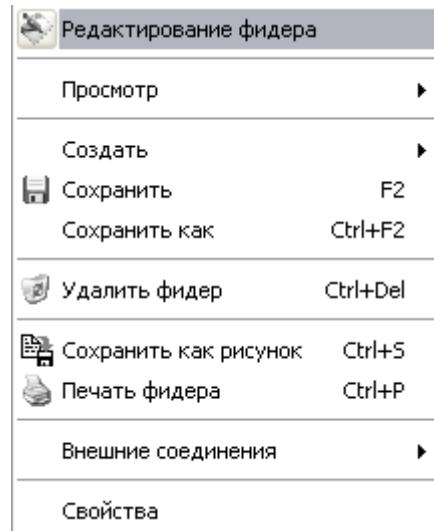 Редактирование фидера
Просмотр
Создать
Сохранить F2
Сохранить как Ctrl+F2
Удалить фидер Ctrl+Del
Сохранить как рисунок Ctrl+S
Печать фидера Ctrl+P
Внешние соединения
Свойства